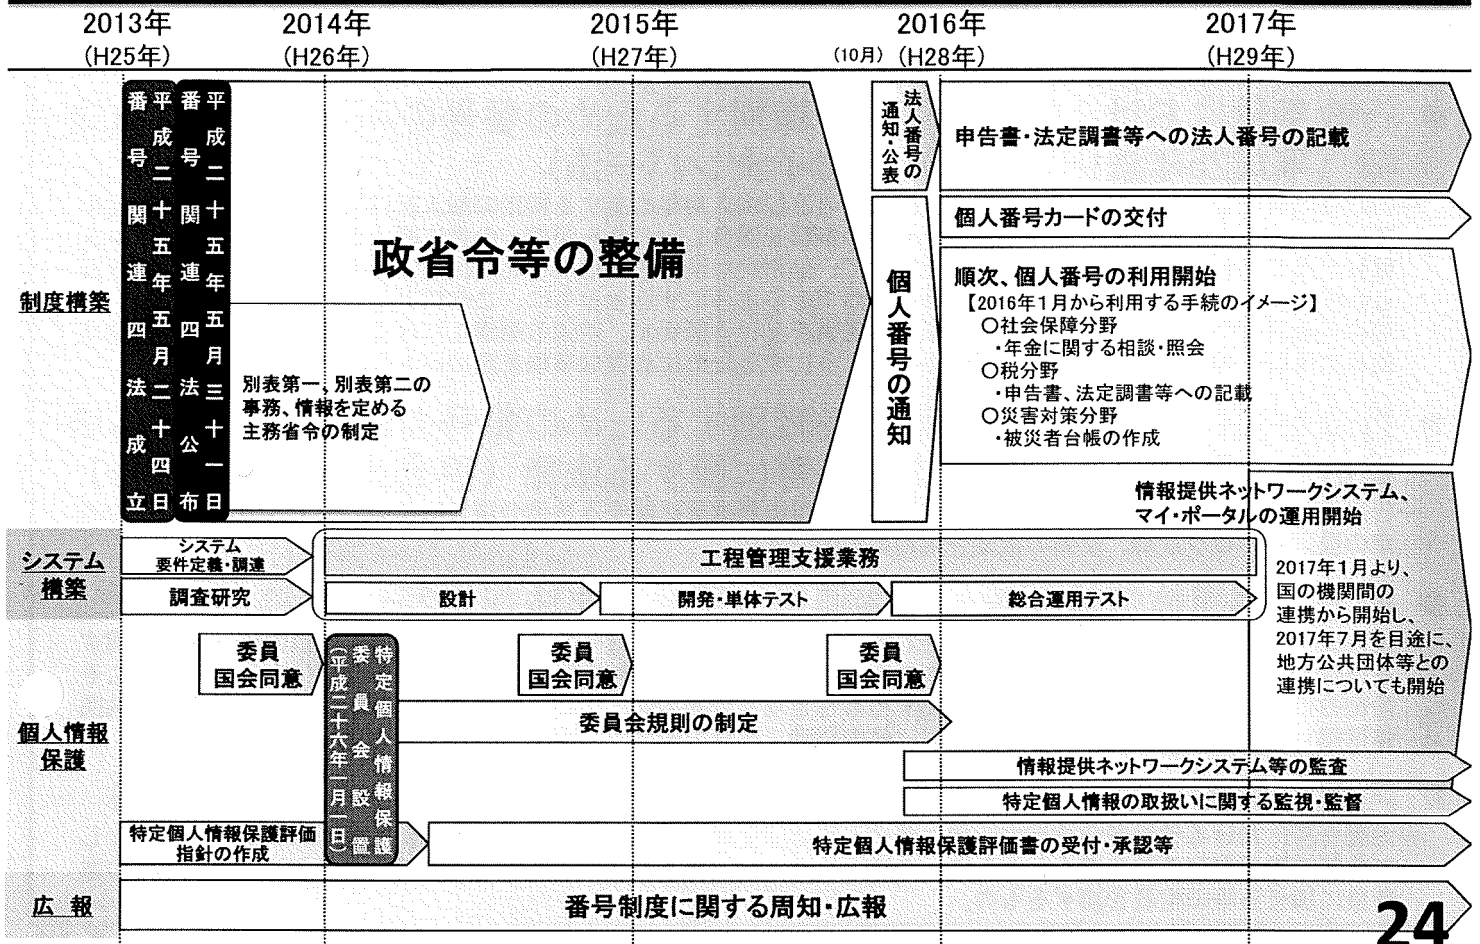 2013年
(H25年)
2014年
(H26年)
2015年
(H27年)
(10月)
2016年
(H28年)
2017年
(H29年)
制度構築
平成二十五年五月二十四日
番号関連四法成立
平成二十五年五月三十一日
番号関連四法公布
政省令等の整備
別表第一、別表第二の
事務、情報を定める
主務省令の制定
法人番号の
通知・公表
申告書・法定調書等への法人番号の記載
個人番号の通知
個人番号カードの交付
順次、個人番号の利用開始
【2016年1月から利用する手続のイメージ】
○社会保障分野
・年金に関する相談・照会
○税分野
・申告書、法定調書等への記載
○災害対策分野
・被災者台帳の作成
情報提供ネットワークシステム、
マイ・ポータルの運用開始
2017年1月より、
国の機関間の
連携から開始し、
2017年7月を目途に、
地方公共団体等との
連携についても開始
システム
構築
システム
要件定義・調達
工程管理支援業務
調査研究
設計
開発・単体テスト
総合運用テスト
個人情報
保護
委員
国会同意
特定個人情報保護
委員会設置
(平成二十六年一月一日)
委員
国会同意
委員
国会同意
委員会規則の制定
情報提供ネットワークシステム等の監査
特定個人情報の取扱いに関する監視・監督
特定個人情報保護評価
指針の作成
特定個人情報保護評価書の受付・承認等
広 報
番号制度に関する周知・広報
24